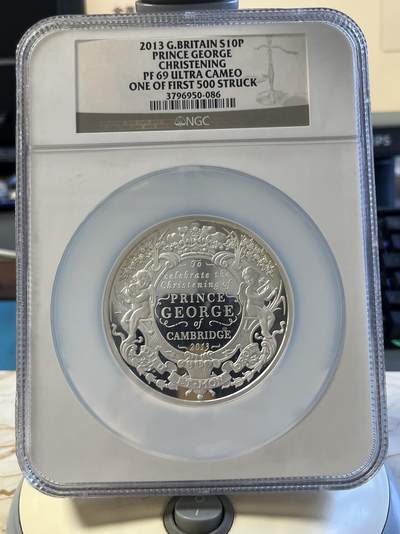 2013 G.BRITAIN S10P
PRINCE GEORGE
CHRISTENING
PF 69 ULTRA CAMEO
ONE OF FIRST 500 STRUCK
3796950-086
NGC
To
celebrate the
Christening of
PRINCE
GEORGE
of
CAMBRIDGE
2013